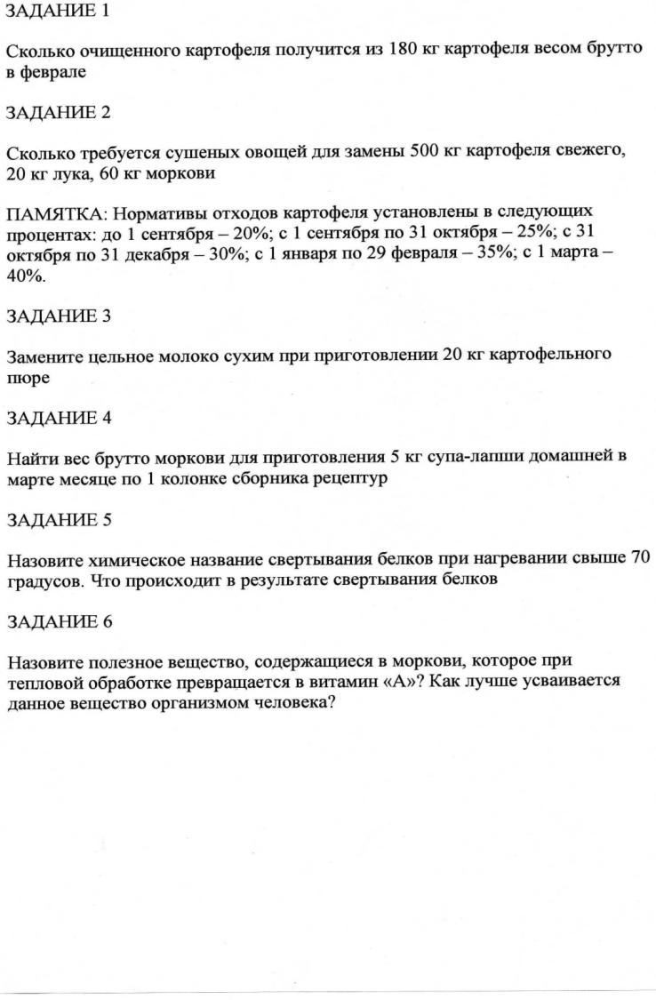 ЗАДАНИЕ 1
Сколько очищенного картофеля получится из 180 кг картофеля весом брутто
в феврале
ЗАДАНИЕ 2
Сколько требуется сушеных овощей для замены 500 кг картофеля свежего,
20 кг лука, 60 кг моркови
ПАМЯТКА: Нормативы отходов картофеля установлены в следующих
процентах: до 1 сентября – 20%; с 1 сентября по 31 октября – 25%; с 31
октября по 31 декабря – 30%; с 1 января по 29 февраля – 35%; с 1 марта –
40%.
ЗАДАНИЕ 3
Замените цельное молоко сухим при приготовлении 20 кг картофельного
пюре
ЗАДАНИЕ 4
Найти вес брутто моркови для приготовления 5 кг супа-лапши домашней в
марте месяце по 1 колонке сборника рецептур
ЗАДАНИЕ 5
Назовите химическое название свертывания белков при нагревании свыше 70
градусов. Что происходит в результате свертывания белков
ЗАДАНИЕ 6
Назовите полезное вещество, содержащиеся в моркови, которое при
тепловой обработке превращается в витамин «А»? Как лучше усваивается
данное вещество организмом человека?